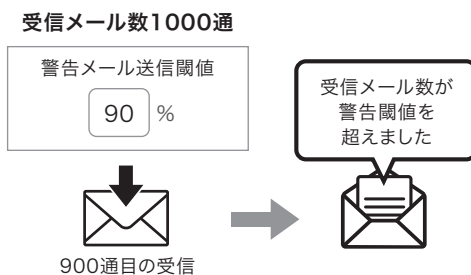 受信メール数1000通
警告メール送信閾値
90 %
受信メール数が
警告閾値を
超えました
900通目の受信